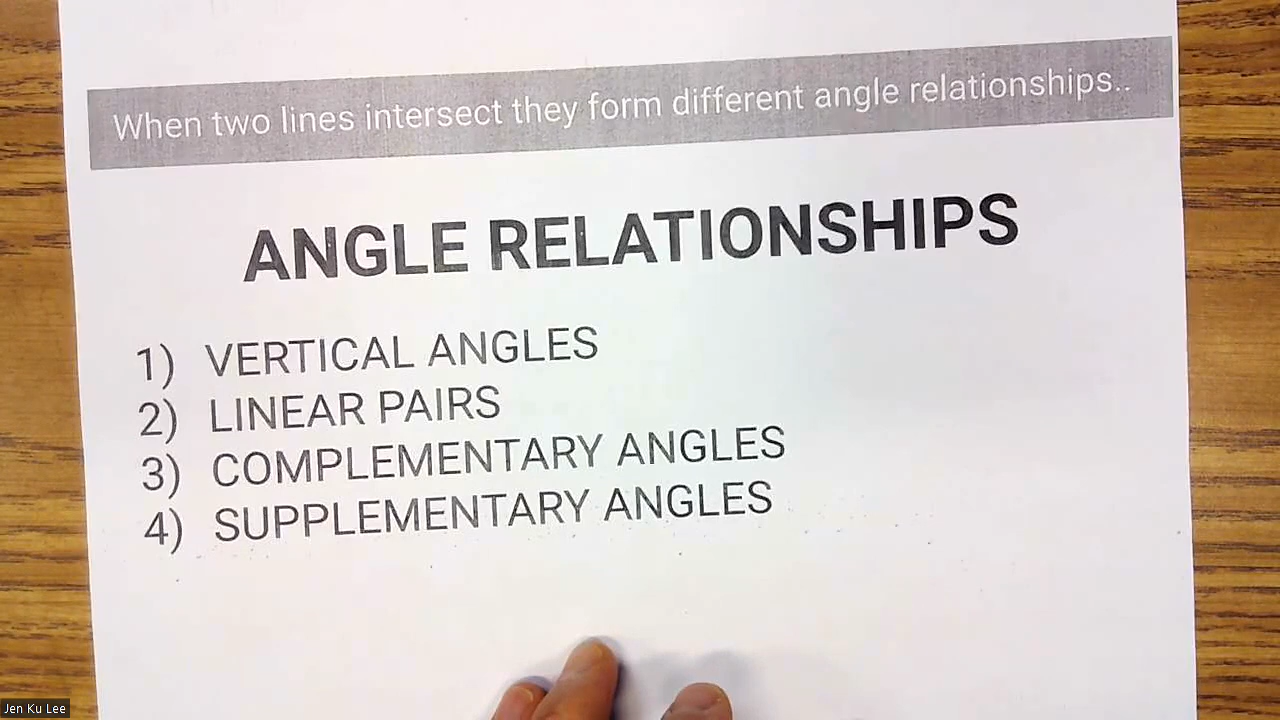 When two lines intersect they form different angle relationships..
ANGLE RELATIONSHIPS
1) VERTICAL ANGLES
2) LINEAR PAIRS
3) COMPLEMENTARY ANGLES
4) SUPPLEMENTARY ANGLES
Jen Ku Lee